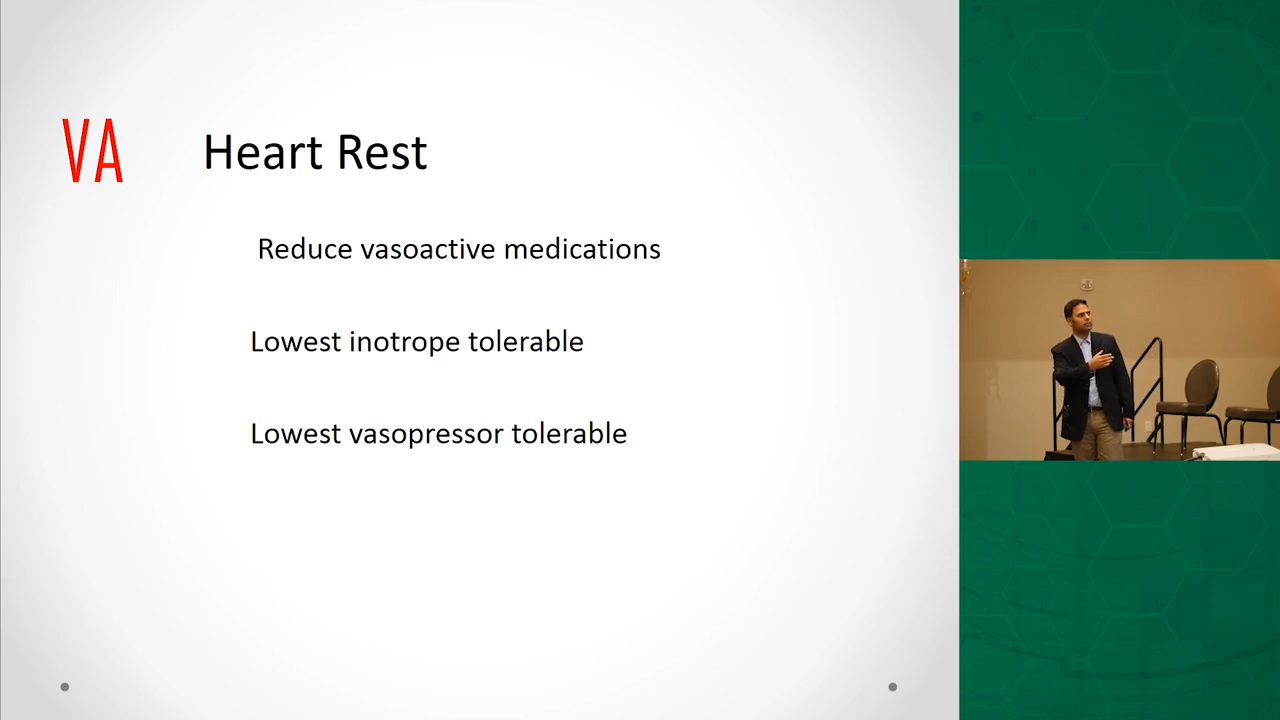 VA Heart Rest
Reduce vasoactive medications
Lowest inotrope tolerable
Lowest vasopressor tolerable